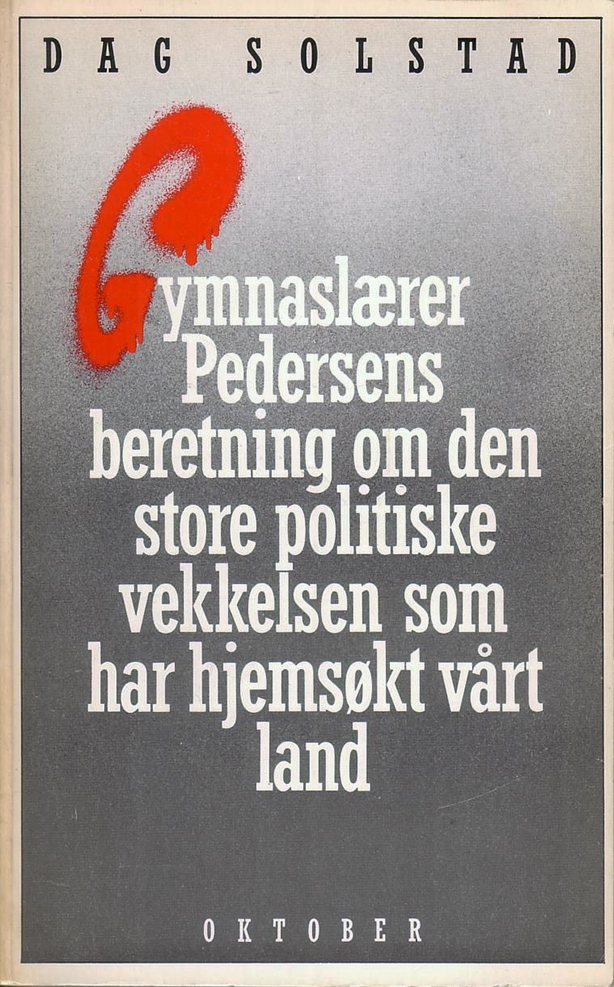 DAG SOLSTAD
Gymnaslærer
Pedersens
beretning om den
store politiske
vekkelsen som
har hjemsøkt vårt
land
OKTOBER